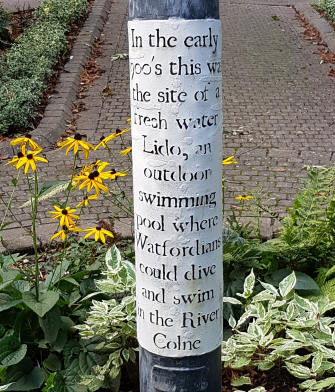 In the early
900's this wa
the site of a
fresh water
Lido, an
outdoor
swimming
pool where
Watfordians
could dive
and swim
in the River
Colne